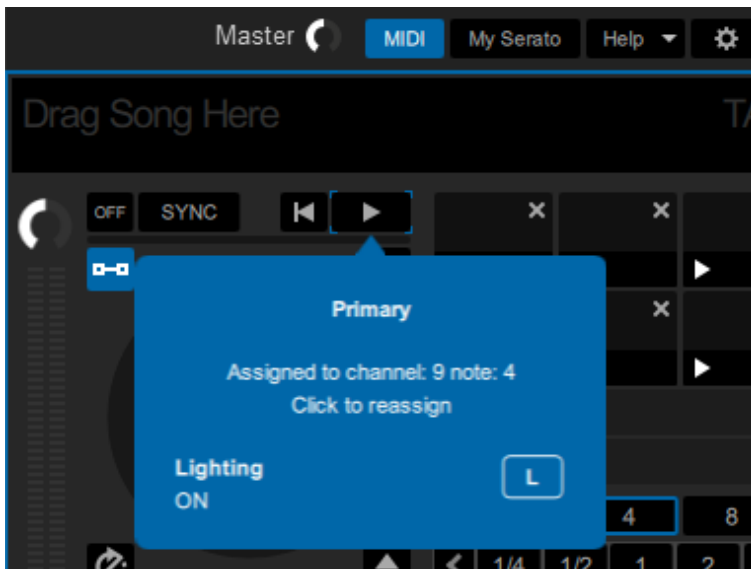 Master MIDI My Serato Help
Drag Song Here
OFF SYNC
Primary
Assigned to channel: 9 note: 4
Click to reassign
Lighting
L
ON
4 8
1/4 1/2 1 2